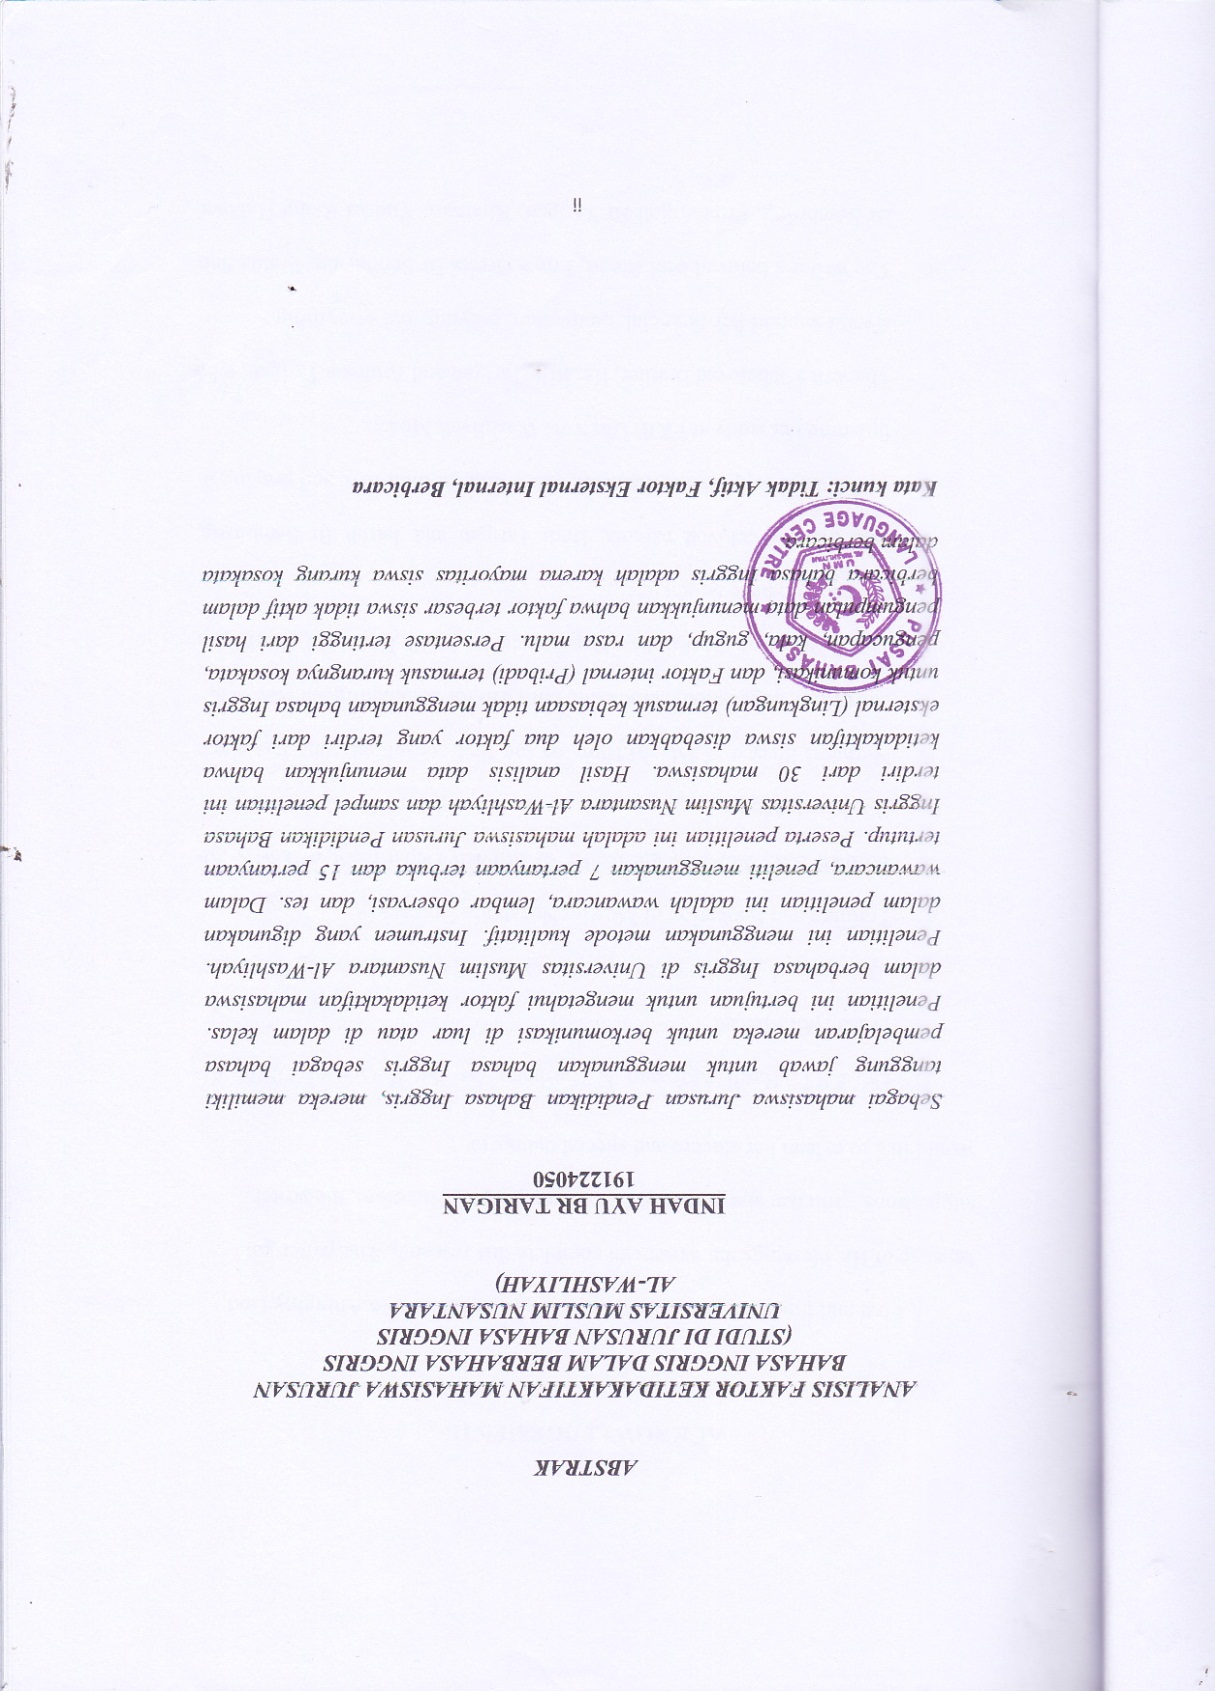 ABSTRAK
ANALISIS FAKTOR KETIDAKAKTIFAN MAHASISWA JURUSAN
BAHASA INGGRIS DALAM BERBAHASA INGGRIS
(STUDI DI JURUSAN BAHASA INGGRIS
UNIVERSITAS MUSLIM NUSANTARA
AL-WASHLIYAH)
INDAH AYU BR TARIGAN
191224050
Sebagai mahasiswa Jurusan Pendidikan Bahasa Inggris, mereka memiliki
tanggung jawab untuk menggunakan bahasa Inggris sebagai bahasa
pembelajaran mereka untuk berkomunikasi di luar atau di dalam kelas.
Penelitian ini bertujuan untuk mengetahui faktor ketidakaktifan mahasiswa
dalam berbahasa Inggris di Universitas Muslim Nusantara Al-Washliyah.
Penelitian ini menggunakan metode kualitatif. Instrumen yang digunakan
dalam penelitian ini adalah wawancara, lembar observasi, dan tes. Dalam
wawancara, peneliti menggunakan 7 pertanyaan terbuka dan 15 pertanyaan
tertutup. Peserta penelitian ini adalah mahasiswa Jurusan Pendidikan Bahasa
Inggris Universitas Muslim Nusantara Al-Washliyah dan sampel penelitian ini
terdiri dari 30 mahasiswa. Hasil analisis data menunjukkan bahwa
ketidakaktifan siswa disebabkan oleh dua faktor yang terdiri dari faktor
eksternal (Lingkungan) termasuk kebiasaan tidak menggunakan bahasa Inggris
untuk komunikasi, dan Faktor internal (Pribadi) termasuk kurangnya kosakata,
pengucapan, kata, gugup, dan rasa malu. Persentase tertinggi dari hasil
pengumpulan data menunjukkan bahwa faktor terbesar siswa tidak aktif dalam
berbicara bahasa Inggris adalah karena mayoritas siswa kurang kosakata
dalam berbicara.
Kata kunci: Tidak Aktif, Faktor Eksternal Internal, Berbicara
PUSAT BAHASA
UMN
AL WASHLIYAH
LANGUAGE CENTRE
ii